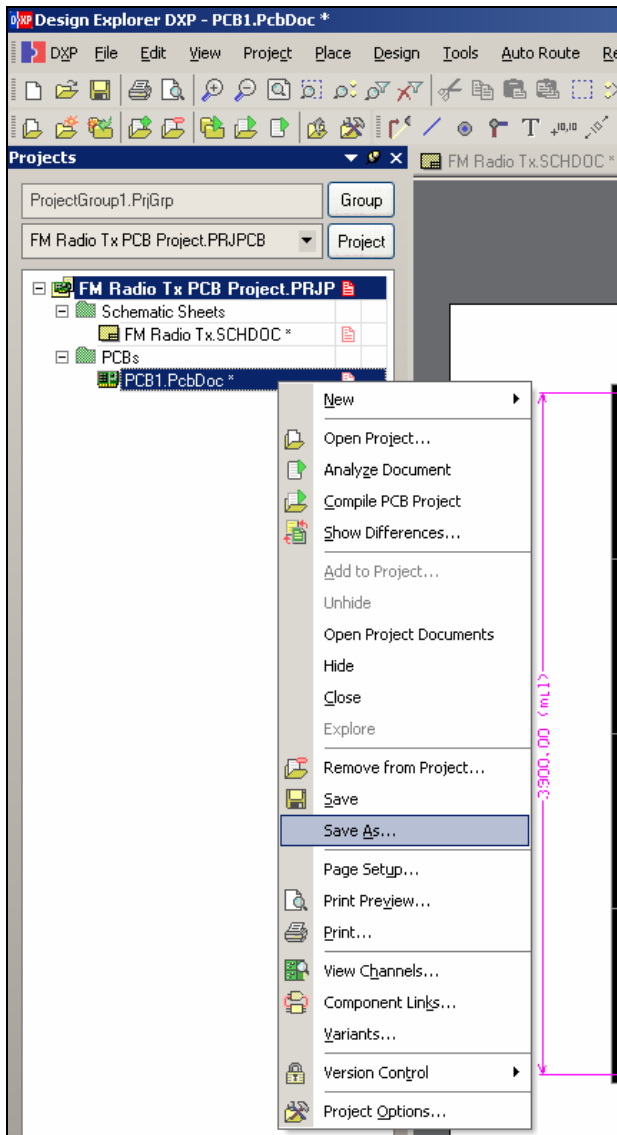 Design Explorer DXP - PCB1.PcbDoc *
DXP File Edit View Project Place Design Tools Auto Route
Projects
FM Radio Tx.SCHDOC *
ProjectGroup1.PrjGrp Group
FM Radio Tx PCB Project.PRJPCB Project
FM Radio Tx PCB Project.PRJP
Schematic Sheets
FM Radio Tx.SCHDOC *
PCBs
PCB1.PcbDoc *
New
Open Project...
Analyze Document
Compile PCB Project
Show Differences...
Add to Project...
Unhide
Open Project Documents
Hide
Close
Explore
Remove from Project...
Save
Save As...
Page Setup...
Print Preview...
Print...
View Channels...
Component Links...
Variants...
Version Control
Project Options...
3900.00 (mil)